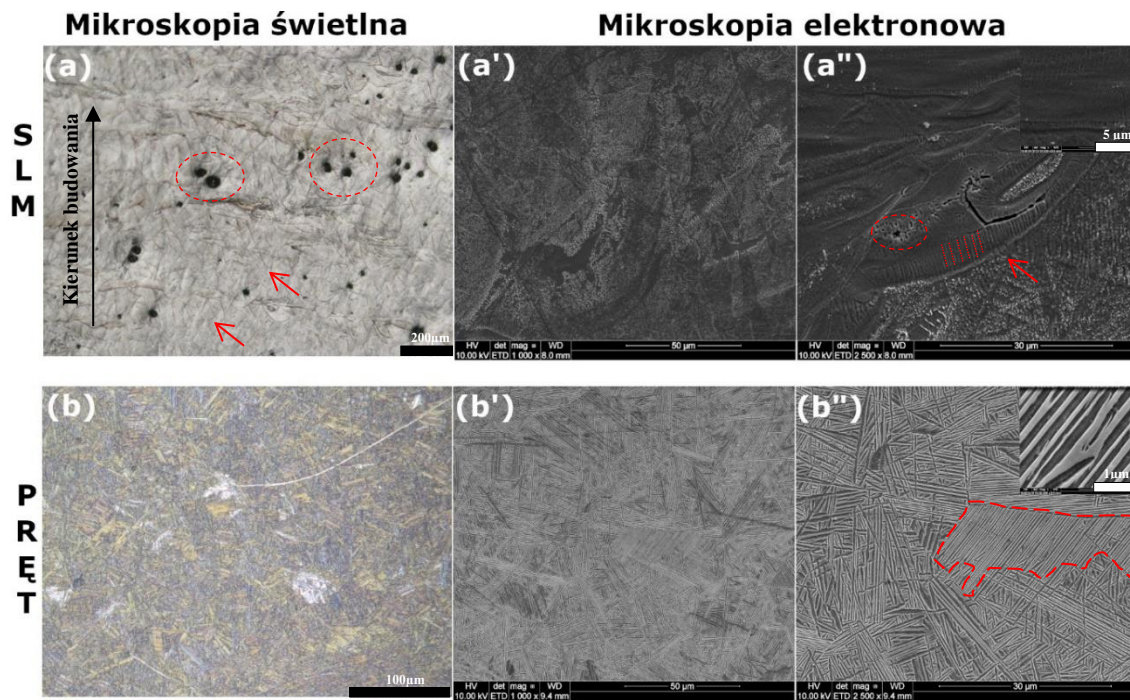 Mikroskopia świetlna
Mikroskopia elektronowa
SLM
(a)
Kierunek budowania
200μm
(a')
HV det mag ≡ WD
10.00 kV ETD 1 000 x 8.0 mm
50 μm
(a'')
5 μm
HV det mag ≡ WD
10.00 kV ETD 2 500 x 8.0 mm
30 μm
PRĘT
(b)
100μm
(b')
HV det mag ≡ WD
10.00 kV ETD 1 000 x 9.4 mm
50 μm
(b'')
1μm
HV det mag ≡ WD
10.00 kV ETD 2 500 x 9.4 mm
30 μm